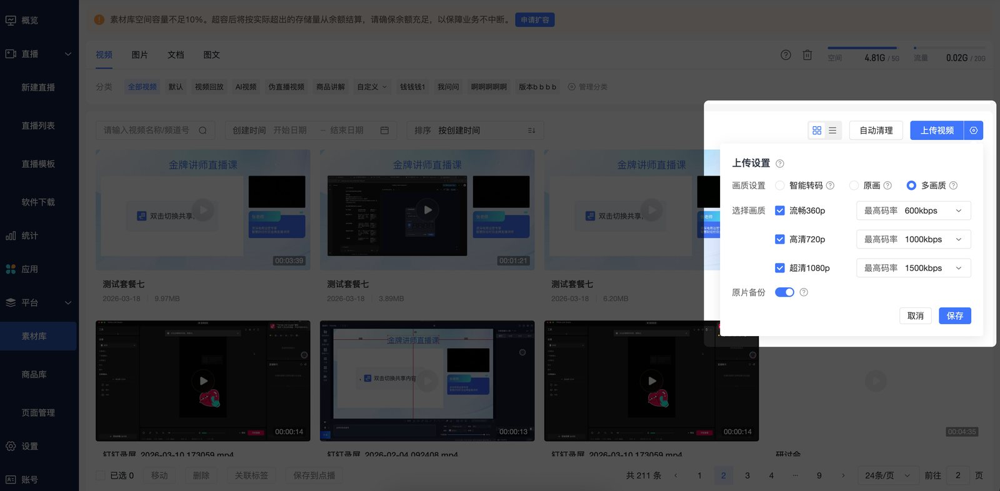 概览
直播
新建直播
直播列表
直播模板
软件下载
统计
应用
平台
素材库
商品库
页面管理
设置
账号
素材库空间容量不足10%。超容后将按实际超出的存储量从余额结算，请确保余额充足，以保障业务不中断。 申请扩容
视频 图片 文档 图文
空间 4.81G / 5G 流量 0.02G / 20G
分类 全部视频 默认 视频回放 AI视频 伪直播视频 商品讲解 自定义 钱钱钱1 我问问 啊啊啊啊啊 版本b b b b 管理分类
请输入视频名称/频道号 创建时间 开始日期 – 结束日期 排序 按创建时间
自动清理 上传视频
上传设置
画质设置 智能转码 原画 多画质
选择画质 流畅360p 最高码率 600kbps
高清720p 最高码率 1000kbps
超清1080p 最高码率 1500kbps
原片备份
取消 保存
金牌讲师直播课
双击切换共享
张老师
00:03:39
测试套餐七
2026-03-18 9.97MB
金牌讲师直播课
张老师
00:01:21
测试套餐七
2026-03-18 3.89MB
金牌讲师直播课
双击切换共享
张老师
测试套餐七
2026-03-18 6.20MB
00:00:14
钉钉录屏_2026-03-10 173059.mp4
金牌讲师直播课
双击切换共享内容
张老师
00:00:13
钉钉录屏_2026-02-04 092408.mp4
00:00:14
钉钉录屏_2026-03-10 173059.mp4
00:04:35
研讨会
已选 0 移动 删除 关联标签 保存到点播
共 211 条 1 2 3 4 ··· 9 24条/页 前往 2 页